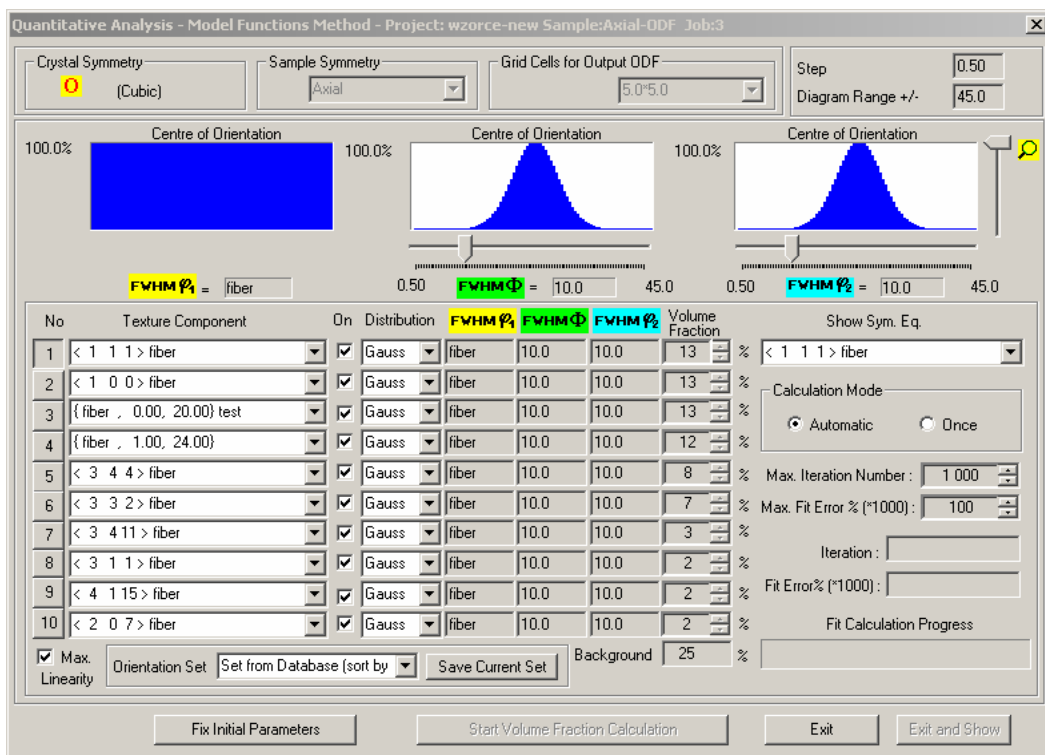 Quantitative Analysis - Model Functions Method - Project: wzorce-new Sample:Axial-ODF Job:3
Crystal Symmetry Sample Symmetry Grid Cells for Output ODF
O (Cubic) Axial 5.0*5.0
Step 0.50
Diagram Range +/- 45.0
Centre of Orientation Centre of Orientation Centre of Orientation
100.0% 100.0% 100.0%
FWHM φ1 = fiber 0.50 FWHM Φ = 10.0 45.0 0.50 FWHM φ2 = 10.0 45.0
No Texture Component On Distribution FWHM φ1 FWHM Φ FWHM φ2 Volume Fraction Show Sym. Eq.
1 < 1 1 1 > fiber Gauss fiber 10.0 10.0 13 % < 1 1 1 > fiber
2 < 1 0 0 > fiber Gauss fiber 10.0 10.0 13 %
Calculation Mode
3 { fiber , 0.00, 20.00} test Gauss fiber 10.0 10.0 13 %
Automatic Once
4 { fiber , 1.00, 24.00} Gauss fiber 10.0 10.0 12 %
5 < 3 4 4 > fiber Gauss fiber 10.0 10.0 8 % Max. Iteration Number : 1 000
6 < 3 3 2 > fiber Gauss fiber 10.0 10.0 7 % Max. Fit Error % (*1000) : 100
7 < 3 4 11 > fiber Gauss fiber 10.0 10.0 3 %
Iteration :
8 < 3 1 1 > fiber Gauss fiber 10.0 10.0 2 %
Fit Error% (*1000) :
9 < 4 1 15 > fiber Gauss fiber 10.0 10.0 2 %
10 < 2 0 7 > fiber Gauss fiber 10.0 10.0 2 % Fit Calculation Progress
Max. Linearity Orientation Set Set from Database (sort by Save Current Set Background 25 %
Fix Initial Parameters Start Volume Fraction Calculation Exit Exit and Show